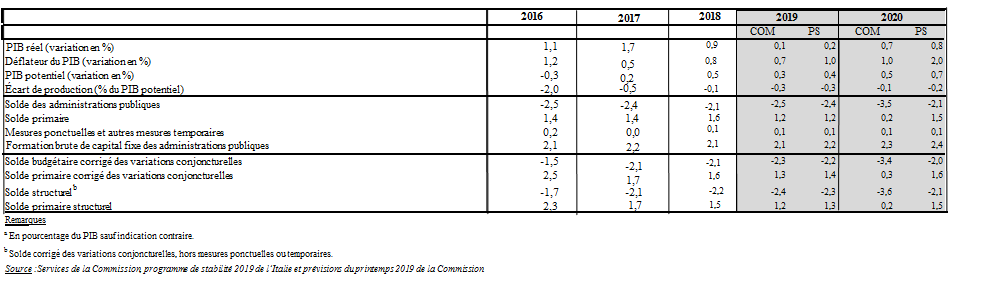 2016 2017 2018 2019 2020
COM PS COM PS
PIB réel (variation en %) 1,1 1,7 0,9 0,1 0,2 0,7 0,8
Déflateur du PIB (variation en %) 1,2 0,5 0,8 0,7 1,0 1,0 2,0
PIB potentiel (variation en %) -0,3 0,2 0,5 0,3 0,4 0,5 0,7
Écart de production (% du PIB potentiel) -2,0 -0,5 -0,1 -0,3 -0,3 -0,1 -0,2
Solde des administrations publiques -2,5 -2,4 -2,1 -2,5 -2,4 -3,5 -2,1
Solde primaire 1,4 1,4 1,6 1,2 1,2 0,2 1,5
Mesures ponctuelles et autres mesures temporaires 0,2 0,0 0,1 0,1 0,1 0,1 0,1
Formation brute de capital fixe des administrations publiques 2,1 2,2 2,1 2,1 2,2 2,3 2,4
Solde budgétaire corrigé des variations conjoncturelles -1,5 -2,1 -2,1 -2,3 -2,2 -3,4 -2,0
Solde primaire corrigé des variations conjoncturelles 2,5 1,7 1,6 1,3 1,4 0,3 1,6
Solde structurel b -1,7 -2,1 -2,2 -2,4 -2,3 -3,6 -2,1
Solde primaire structurel 2,3 1,7 1,5 1,2 1,3 0,2 1,5
Remarques
a En pourcentage du PIB sauf indication contraire.
b Solde corrigé des variations conjoncturelles, hors mesures ponctuelles ou temporaires.
Source :Services de la Commission, programme de stabilité 2019 de l'Italie et prévisions du printemps 2019 de la Commission